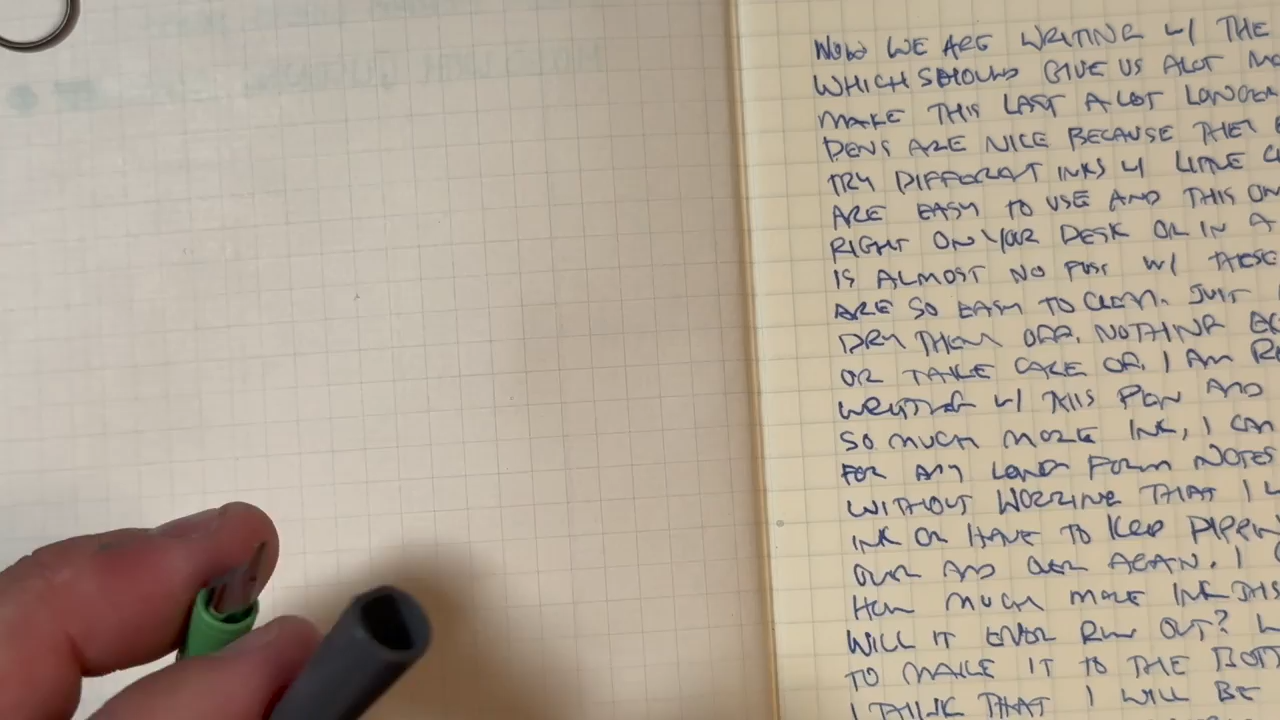 NOW WE ARE WRITING W/ THE
WHICH SHOULD GIVE US ALOT
MAKE THIS LAST A LOT LONGER
PENS ARE NICE BECAUSE THEY
TRY DIFFERENT INKS W LITTLE
ARE EASY TO USE AND THIS ON
RIGHT ON YOUR DESK OR IN A
IS ALMOST NO FUSS W/ THESE
ARE SO EASY TO CLEAN. JUST
DRY THEM OFF. NOTHING
OR TAKE CARE OF. I AM
WRITING W/ THIS PEN AND
SO MUCH MORE INK, I CAN
FOR ANY LONG FORM NOTES
WITHOUT WORRING THAT I
INK OR HAVE TO KEEP DIPPIN
OVER AND OVER AGAIN. I
HOW MUCH MORE INK THIS
WILL IT EVER RUN OUT?
TO MAKE IT TO THE BOTT
I THINK THAT I WILL BE